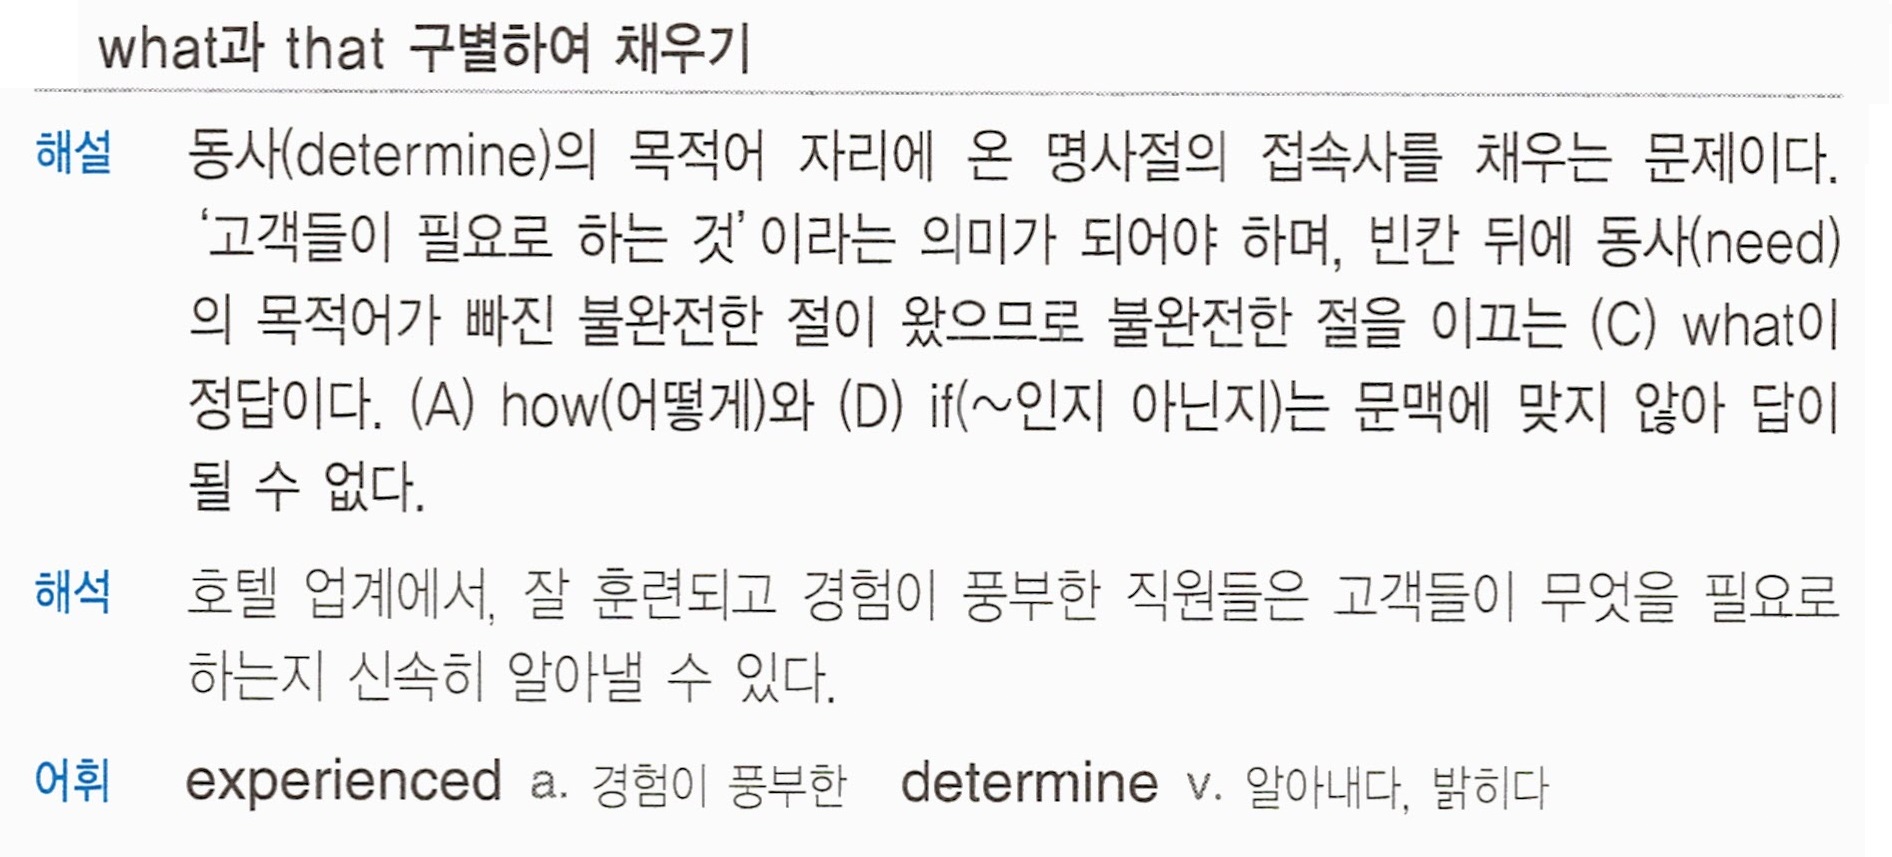 what과 that 구별하여 채우기
해설 동사(determine)의 목적어 자리에 온 명사절의 접속사를 채우는 문제이다.
‘고객들이 필요로 하는 것’이라는 의미가 되어야 하며, 빈칸 뒤에 동사(need)
의 목적어가 빠진 불완전한 절이 왔으므로 불완전한 절을 이끄는 (C) what이
정답이다. (A) how(어떻게)와 (D) if(~인지 아닌지)는 문맥에 맞지 않아 답이
될 수 없다.
해석 호텔 업계에서, 잘 훈련되고 경험이 풍부한 직원들은 고객들이 무엇을 필요로
하는지 신속히 알아낼 수 있다.
어휘 experienced a. 경험이 풍부한 determine v. 알아내다, 밝히다